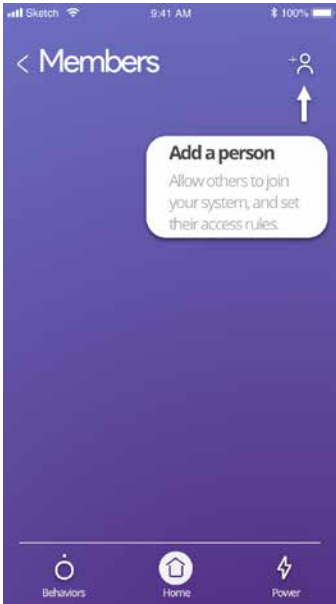 Sketch 9:41 AM 100%
< Members
Add a person
Allow others to join
your system, and set
their access rules.
Behaviors Home Power